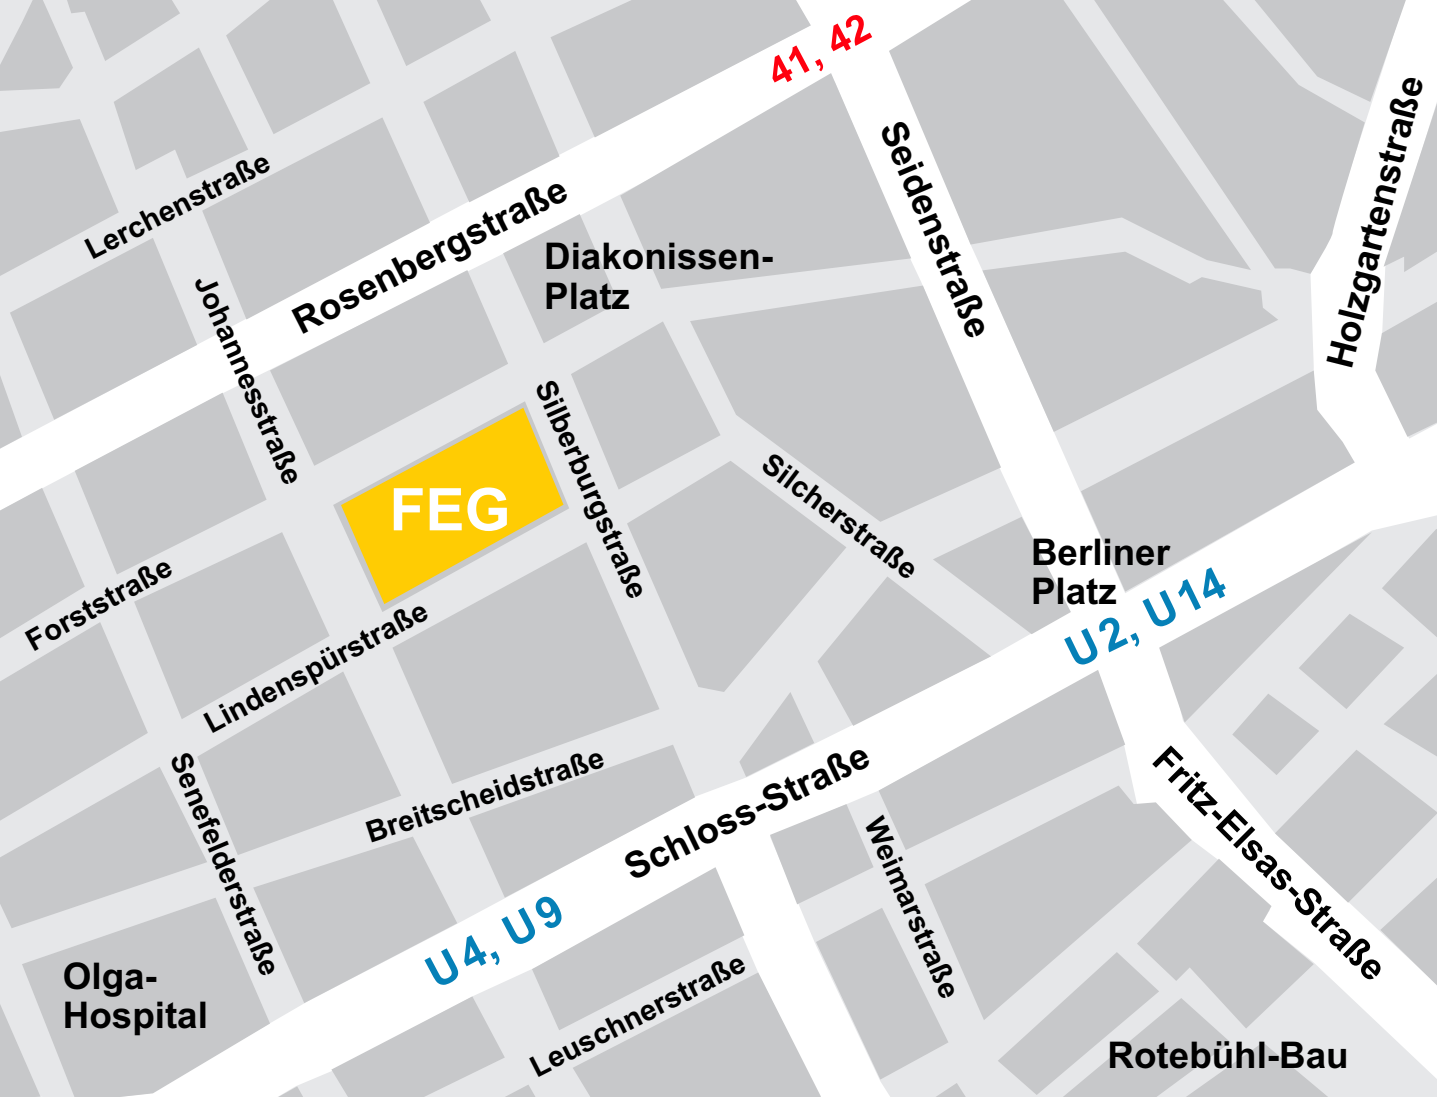 41, 42
Lerchenstraße
Rosenbergstraße
Seidenstraße
Holzgartenstraße
Diakonissen-
Platz
Johannesstraße
Silberburgstraße
FEG
Silcherstraße
Forststraße
Lindenspürstraße
Berliner
Platz
U2, U14
Senefelderstraße
Breitscheidstraße
Schloss-Straße
Fritz-Elsas-Straße
Weimarstraße
U4, U9
Olga-
Hospital
Leuschnerstraße
Rotebühl-Bau